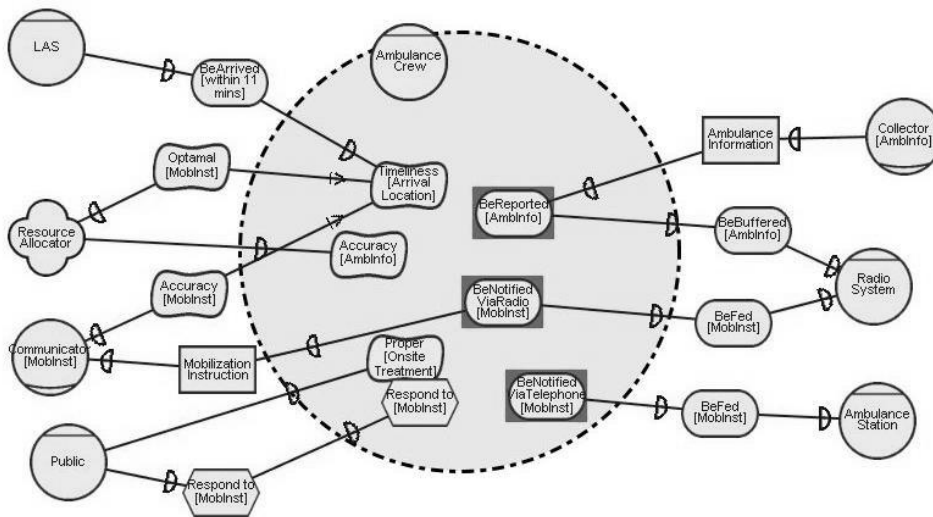 LAS
BeArrived
[within 11
mins]
Ambulance
Crew
Optamal
[MobInst]
Timeliness
[Arrival
Location]
Ambulance
Information
Collector
[AmbInfo]
Resource
Allocator
Accuracy
[AmbInfo]
BeReported
[AmbInfo]
BeBuffered
[AmbInfo]
Radio
System
Accuracy
[MobInst]
BeNotified
ViaRadio
[MobInst]
BeFed
[MobInst]
Communicator
[MobInst]
Mobilization
Instruction
Proper
[Onsite
Treatment]
Respond to
[MobInst]
BeNotified
ViaTelephone
[MobInst]
BeFed
[MobInst]
Ambulance
Station
Public
Respond to
[MobInst]